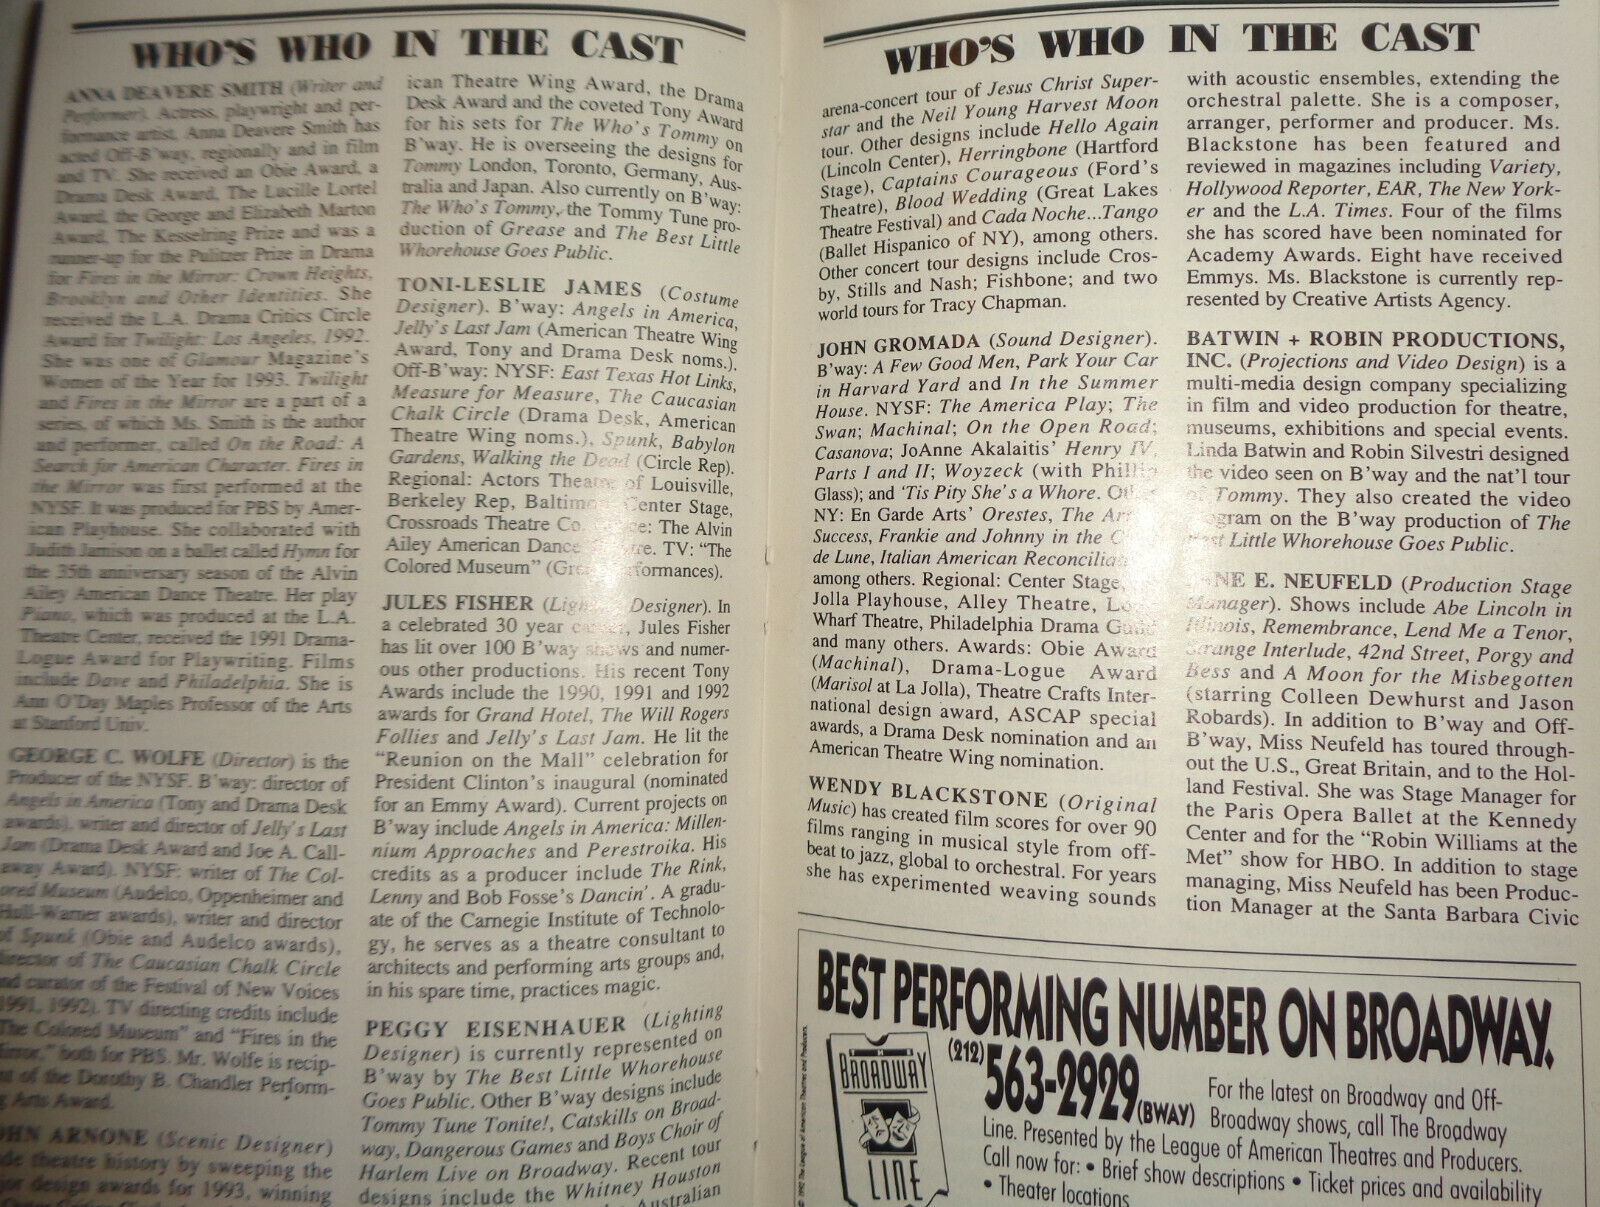 WHO'S WHO IN THE CAST
ANNA DEAVERE SMITH (Writer and
Performer). Actress, playwright and per-
formance artist, Anna Deavere Smith has
acted Off-B'way, regionally and in film
and TV. She received an Obie Award, a
Drama Desk Award, The Lucille Lortel
Award, the George and Elizabeth Marton
Award, The Kesselring Prize and was a
runner-up for the Pulitzer Prize in Drama
for Fires in the Mirror: Crown Heights,
Brooklyn and Other Identities. She
received the L.A. Drama Critics Circle
Award for Twilight: Los Angeles, 1992.
She was one of Glamour Magazine's
Women of the Year for 1993. Twilight
and Fires in the Mirror are a part of a
series, of which Ms. Smith is the author
and performer, called On the Road: A
Search for American Character. Fires in
the Mirror was first performed at the
NYSF. It was produced for PBS by Amer-
ican Playhouse. She collaborated with
Judith Jamison on a ballet called Hymn for
the 35th anniversary season of the Alvin
Ailey American Dance Theatre. Her play
Piano, which was produced at the L.A.
Theatre Center, received the 1991 Drama-
Logue Award for Playwriting. Films
include Dave and Philadelphia. She is
Ann O'Day Maples Professor of the Arts
at Stanford Univ.
GEORGE C. WOLFE (Director) is the
Producer of the NYSF. B'way: director of
Angels in America (Tony and Drama Desk
awards), writer and director of Jelly's Last
Jam (Drama Desk Award and Joe A. Call-
away Award). NYSF: writer of The Col-
ored Museum (Audelco, Oppenheimer and
Hull-Warner awards), writer and director
of Spunk (Obie and Audelco awards),
director of The Caucasian Chalk Circle
and curator of the Festival of New Voices
1991, 1992). TV directing credits include
The Colored Museum" and "Fires in the
Mirror," both for PBS. Mr. Wolfe is recip-
of the Dorothy B. Chandler Perform-
Arts Award.
ARNONE (Scenic Designer)
theatre history by sweeping the
design awards for 1993, winning
ican Theatre Wing Award, the Drama
Desk Award and the coveted Tony Award
for his sets for The Who's Tommy on
B'way. He is overseeing the designs for
Tommy London, Toronto, Germany, Aus-
tralia and Japan. Also currently on B'way:
The Who's Tommy, the Tommy Tune pro-
duction of Grease and The Best Little
Whorehouse Goes Public.
TONI-LESLIE JAMES (Costume
Designer). B'way: Angels in America,
Jelly's Last Jam (American Theatre Wing
Award, Tony and Drama Desk noms.).
Off-B'way: NYSF: East Texas Hot Links,
Measure for Measure, The Caucasian
Chalk Circle (Drama Desk, American
Theatre Wing noms.), Spunk, Babylon
Gardens, Walking the Dead (Circle Rep).
Regional: Actors Theatre of Louisville,
Berkeley Rep, Baltimore Center Stage,
Crossroads Theatre Co. The Alvin
Ailey American Dance TV: "The
Colored Museum" (Great Performances).
JULES FISHER (Lighting Designer). In
a celebrated 30 year career, Jules Fisher
has lit over 100 B'way shows and numer-
ous other productions. His recent Tony
Awards include the 1990, 1991 and 1992
awards for Grand Hotel, The Will Rogers
Follies and Jelly's Last Jam. He lit the
"Reunion on the Mall" celebration for
President Clinton's inaugural (nominated
for an Emmy Award). Current projects on
B'way include Angels in America: Millen-
nium Approaches and Perestroika. His
credits as a producer include The Rink,
Lenny and Bob Fosse's Dancin'. A gradu-
ate of the Carnegie Institute of Technolo-
gy, he serves as a theatre consultant to
architects and performing arts groups and,
in his spare time, practices magic.
PEGGY EISENHAUER (Lighting
Designer) is currently represented on
B'way by The Best Little Whorehouse
Goes Public. Other B'way designs include
Tommy Tune Tonite!, Catskills on Broad-
way, Dangerous Games and Boys Choir of
Harlem Live on Broadway. Recent tour
designs include the Whitney Houston
Australian
WHO'S WHO IN THE CAST
arena-concert tour of Jesus Christ Super-
star and the Neil Young Harvest Moon
tour. Other designs include Hello Again
(Lincoln Center), Herringbone (Hartford
Stage), Captains Courageous (Ford's
Theatre), Blood Wedding (Great Lakes
Theatre Festival) and Cada Noche...Tango
(Ballet Hispanico of NY), among others.
Other concert tour designs include Cros-
by, Stills and Nash; Fishbone; and two
world tours for Tracy Chapman.
JOHN GROMADA (Sound Designer).
B'way: A Few Good Men, Park Your Car
in Harvard Yard and In the Summer
House. NYSF: The America Play; The
Swan; Machinal; On the Open Road;
Casanova; JoAnne Akalaitis' Henry IV,
Parts I and II; Woyzeck (with Phillip
Glass); and 'Tis Pity She's a Whore. Other
NY: En Garde Arts' Orestes, The Art
Success, Frankie and Johnny in the
de Lune, Italian American Reconciliation
among others. Regional: Center Stage,
Jolla Playhouse, Alley Theatre, Long
Wharf Theatre, Philadelphia Drama Guild
and many others. Awards: Obie Award
(Machinal), Drama-Logue Award
(Marisol at La Jolla), Theatre Crafts Inter-
national design award, ASCAP special
awards, a Drama Desk nomination and an
American Theatre Wing nomination.
WENDY BLACKSTONE (Original
Music) has created film scores for over 90
films ranging in musical style from off-
beat to jazz, global to orchestral. For years
she has experimented weaving sounds
with acoustic ensembles, extending the
orchestral palette. She is a composer,
arranger, performer and producer. Ms.
Blackstone has been featured and
reviewed in magazines including Variety,
Hollywood Reporter, EAR, The New York-
er and the L.A. Times. Four of the films
she has scored have been nominated for
Academy Awards. Eight have received
Emmys. Ms. Blackstone is currently rep-
resented by Creative Artists Agency.
BATWIN + ROBIN PRODUCTIONS,
INC. (Projections and Video Design) is a
multi-media design company specializing
in film and video production for theatre,
museums, exhibitions and special events.
Linda Batwin and Robin Silvestri designed
the video seen on B'way and the nat'l tour
of Tommy. They also created the video
program on the B'way production of The
Best Little Whorehouse Goes Public.
JANE E. NEUFELD (Production Stage
Manager). Shows include Abe Lincoln in
Illinois, Remembrance, Lend Me a Tenor,
Strange Interlude, 42nd Street, Porgy and
Bess and A Moon for the Misbegotten
(starring Colleen Dewhurst and Jason
Robards). In addition to B'way and Off-
B'way, Miss Neufeld has toured through-
out the U.S., Great Britain, and to the Hol-
land Festival. She was Stage Manager for
the Paris Opera Ballet at the Kennedy
Center and for the "Robin Williams at the
Met" show for HBO. In addition to stage
managing, Miss Neufeld has been Produc-
tion Manager at the Santa Barbara Civic
BEST PERFORMING NUMBER ON BROADWAY.
BROADWAY
LINE
(212) 563-2929 (BWAY)
For the latest on Broadway and Off-
Broadway shows, call The Broadway
Line. Presented by the League of American Theatres and Producers.
Call now for: • Brief show descriptions • Ticket prices and availability
• Theater locations